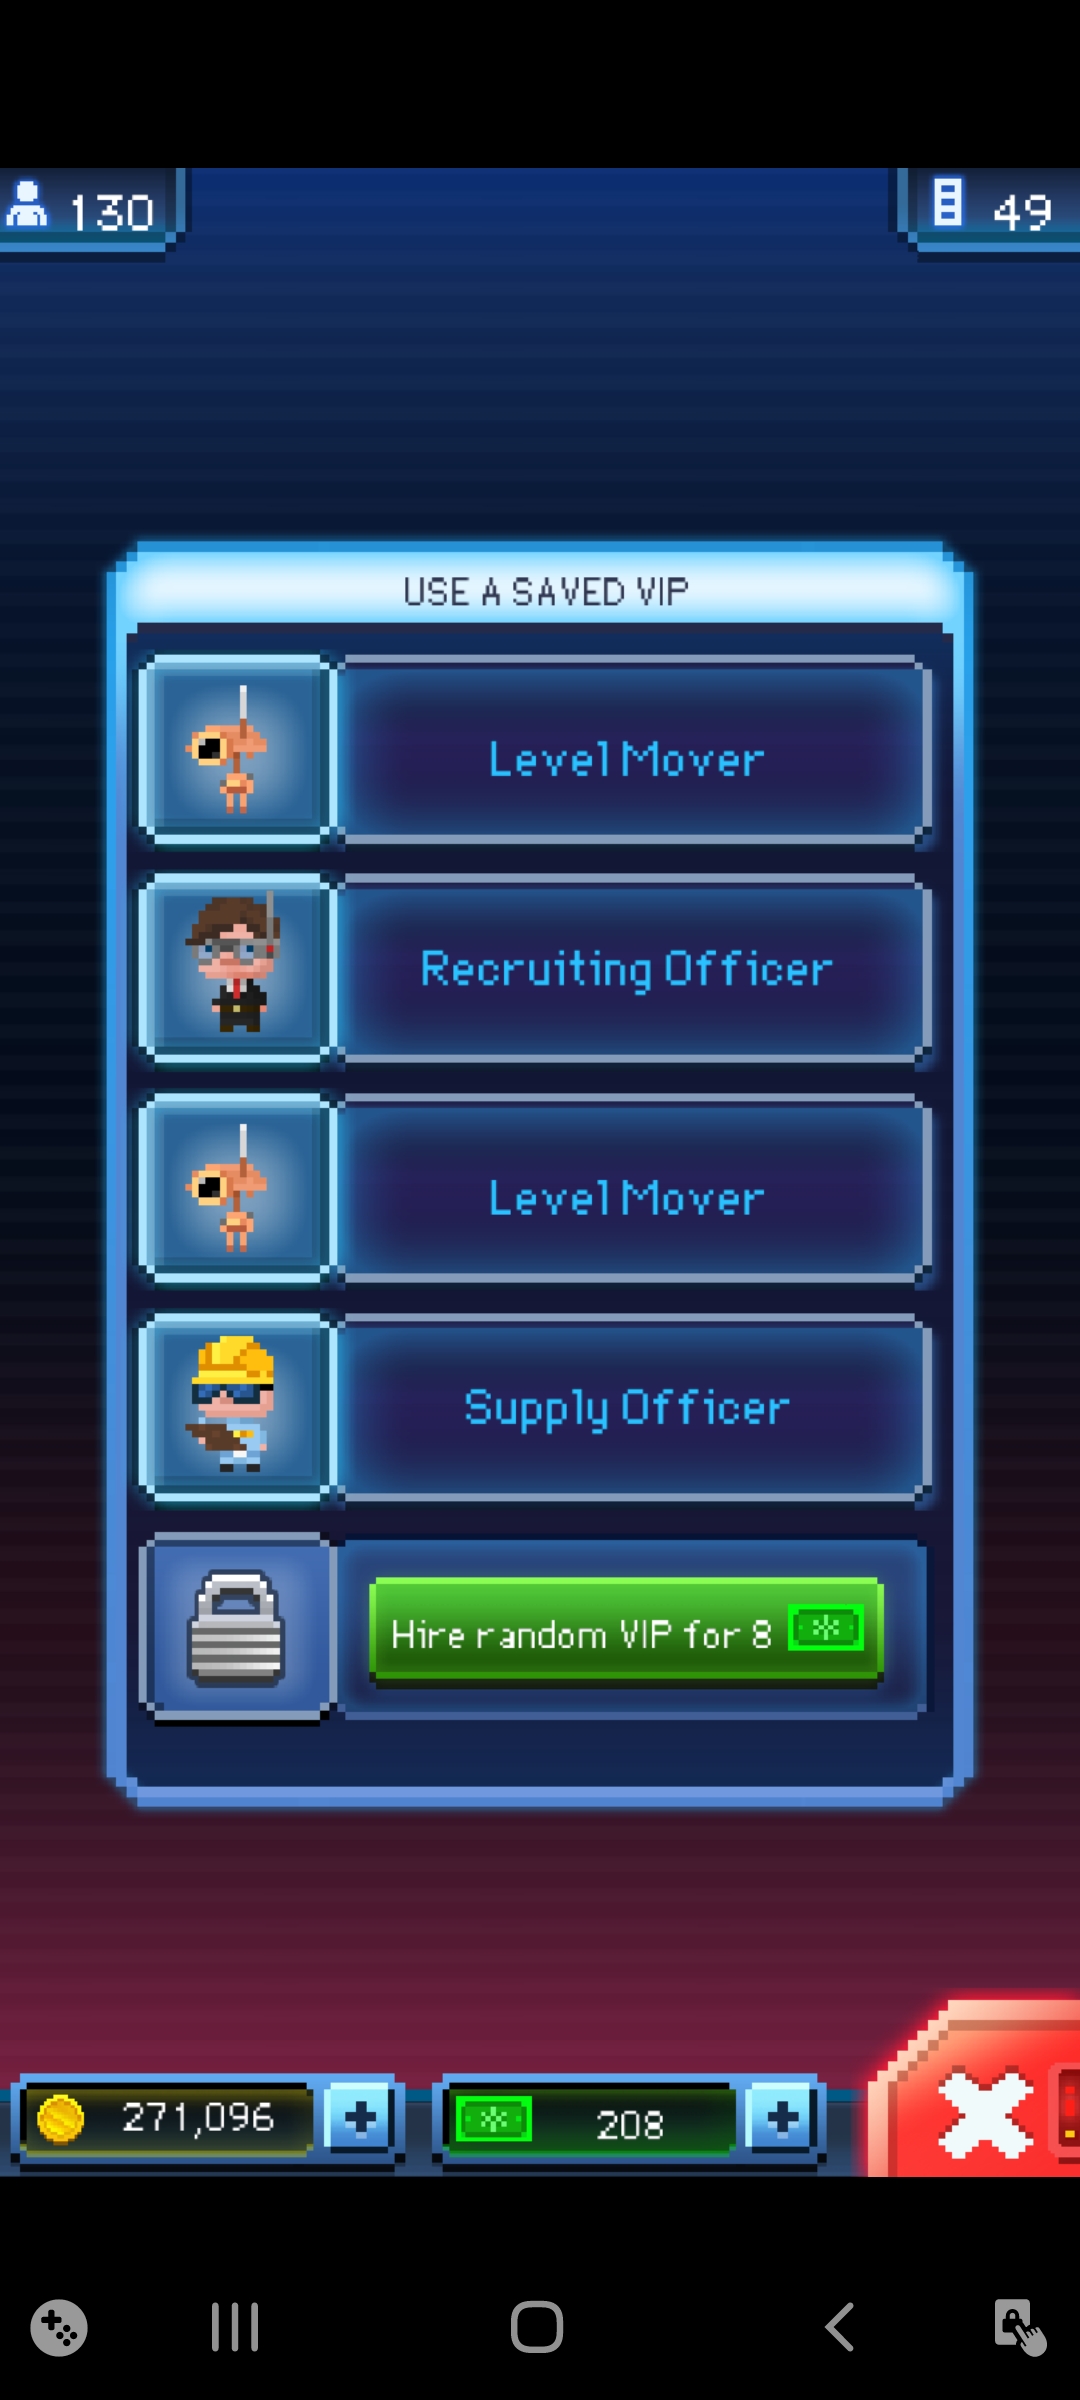 130
49
USE A SAVED VIP
Level Mover
Recruiting Officer
Level Mover
Supply Officer
Hire random VIP for 8
271,096
208